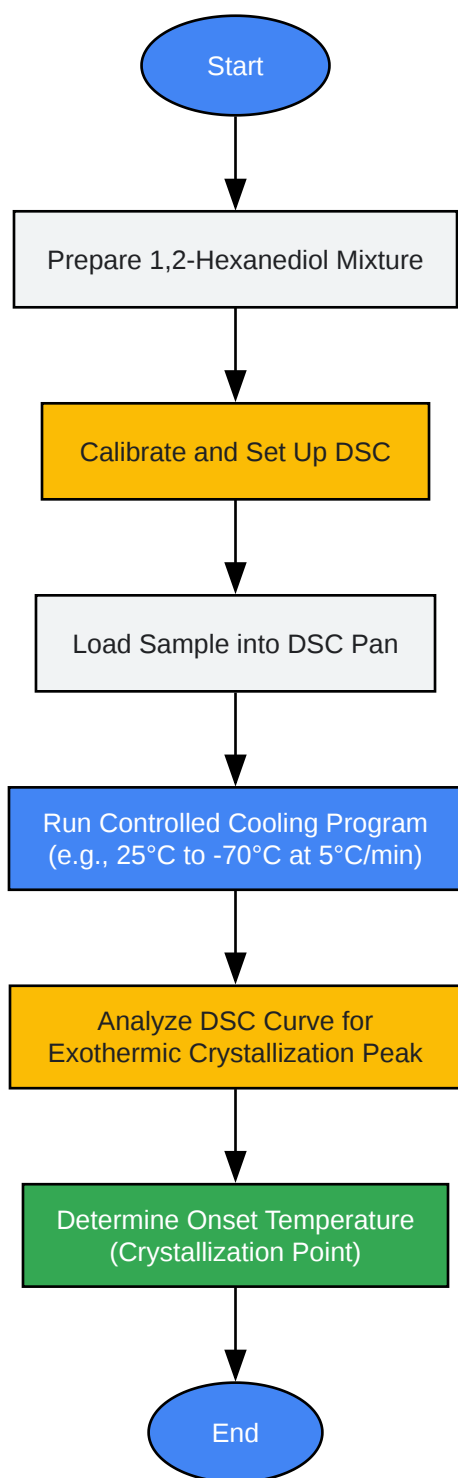 Start
Prepare 1,2-Hexanediol Mixture
Calibrate and Set Up DSC
Load Sample into DSC Pan
Run Controlled Cooling Program
(e.g., 25°C to -70°C at 5°C/min)
Analyze DSC Curve for
Exothermic Crystallization Peak
Determine Onset Temperature
(Crystallization Point)
End